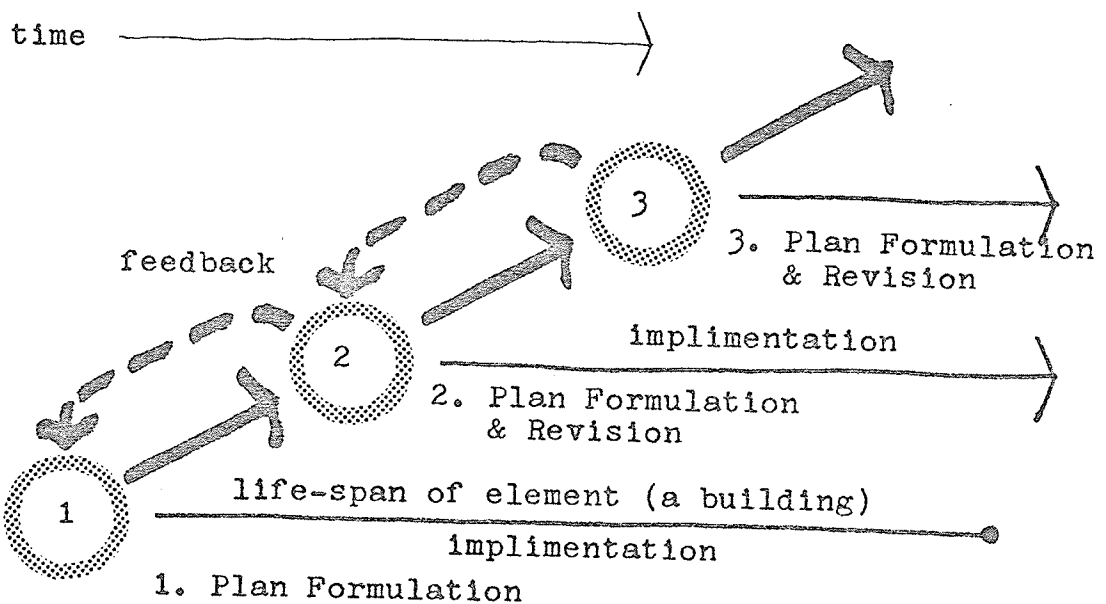 time
3
3. Plan Formulation
& Revision
feedback
implimentation
2
2. Plan Formulation
& Revision
life-span of element (a building)
1
implimentation
1. Plan Formulation